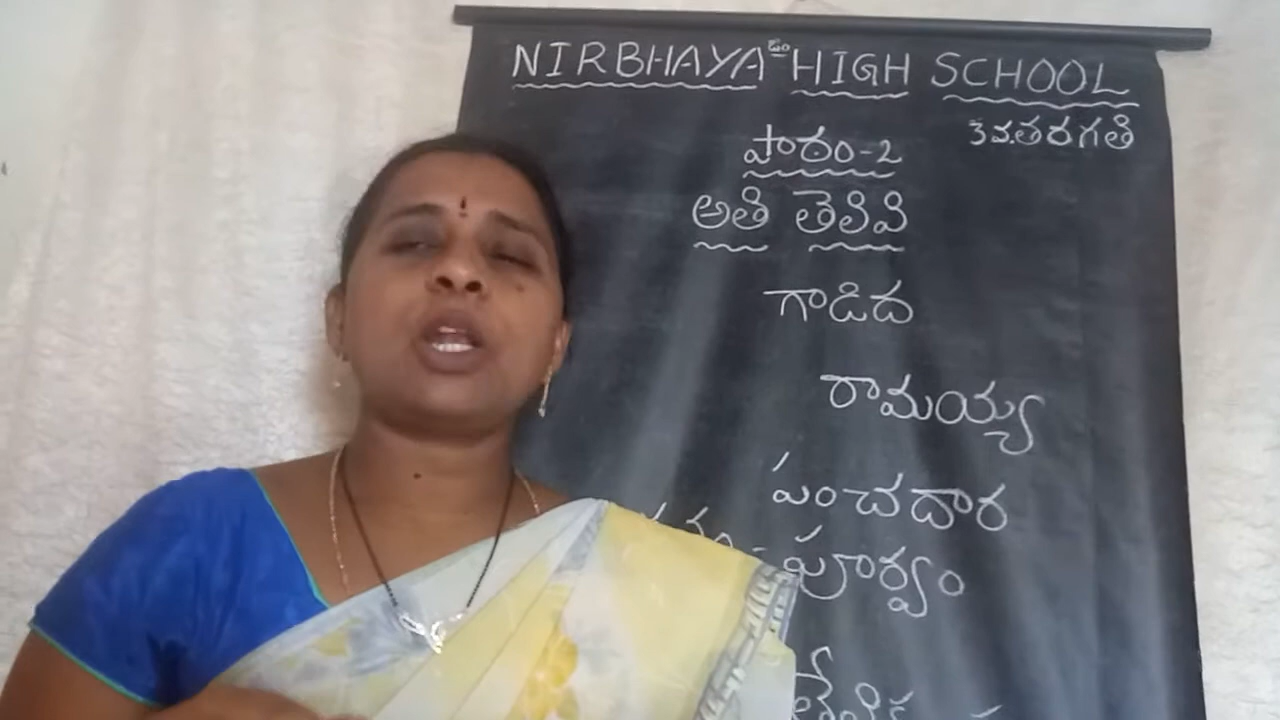 NIRBHAYA HIGH SCHOOL
3వ.తరగతి
పాఠం-2
అతి తెలివి
గాడిద
రామయ్య
పంచదార
పూర్వం